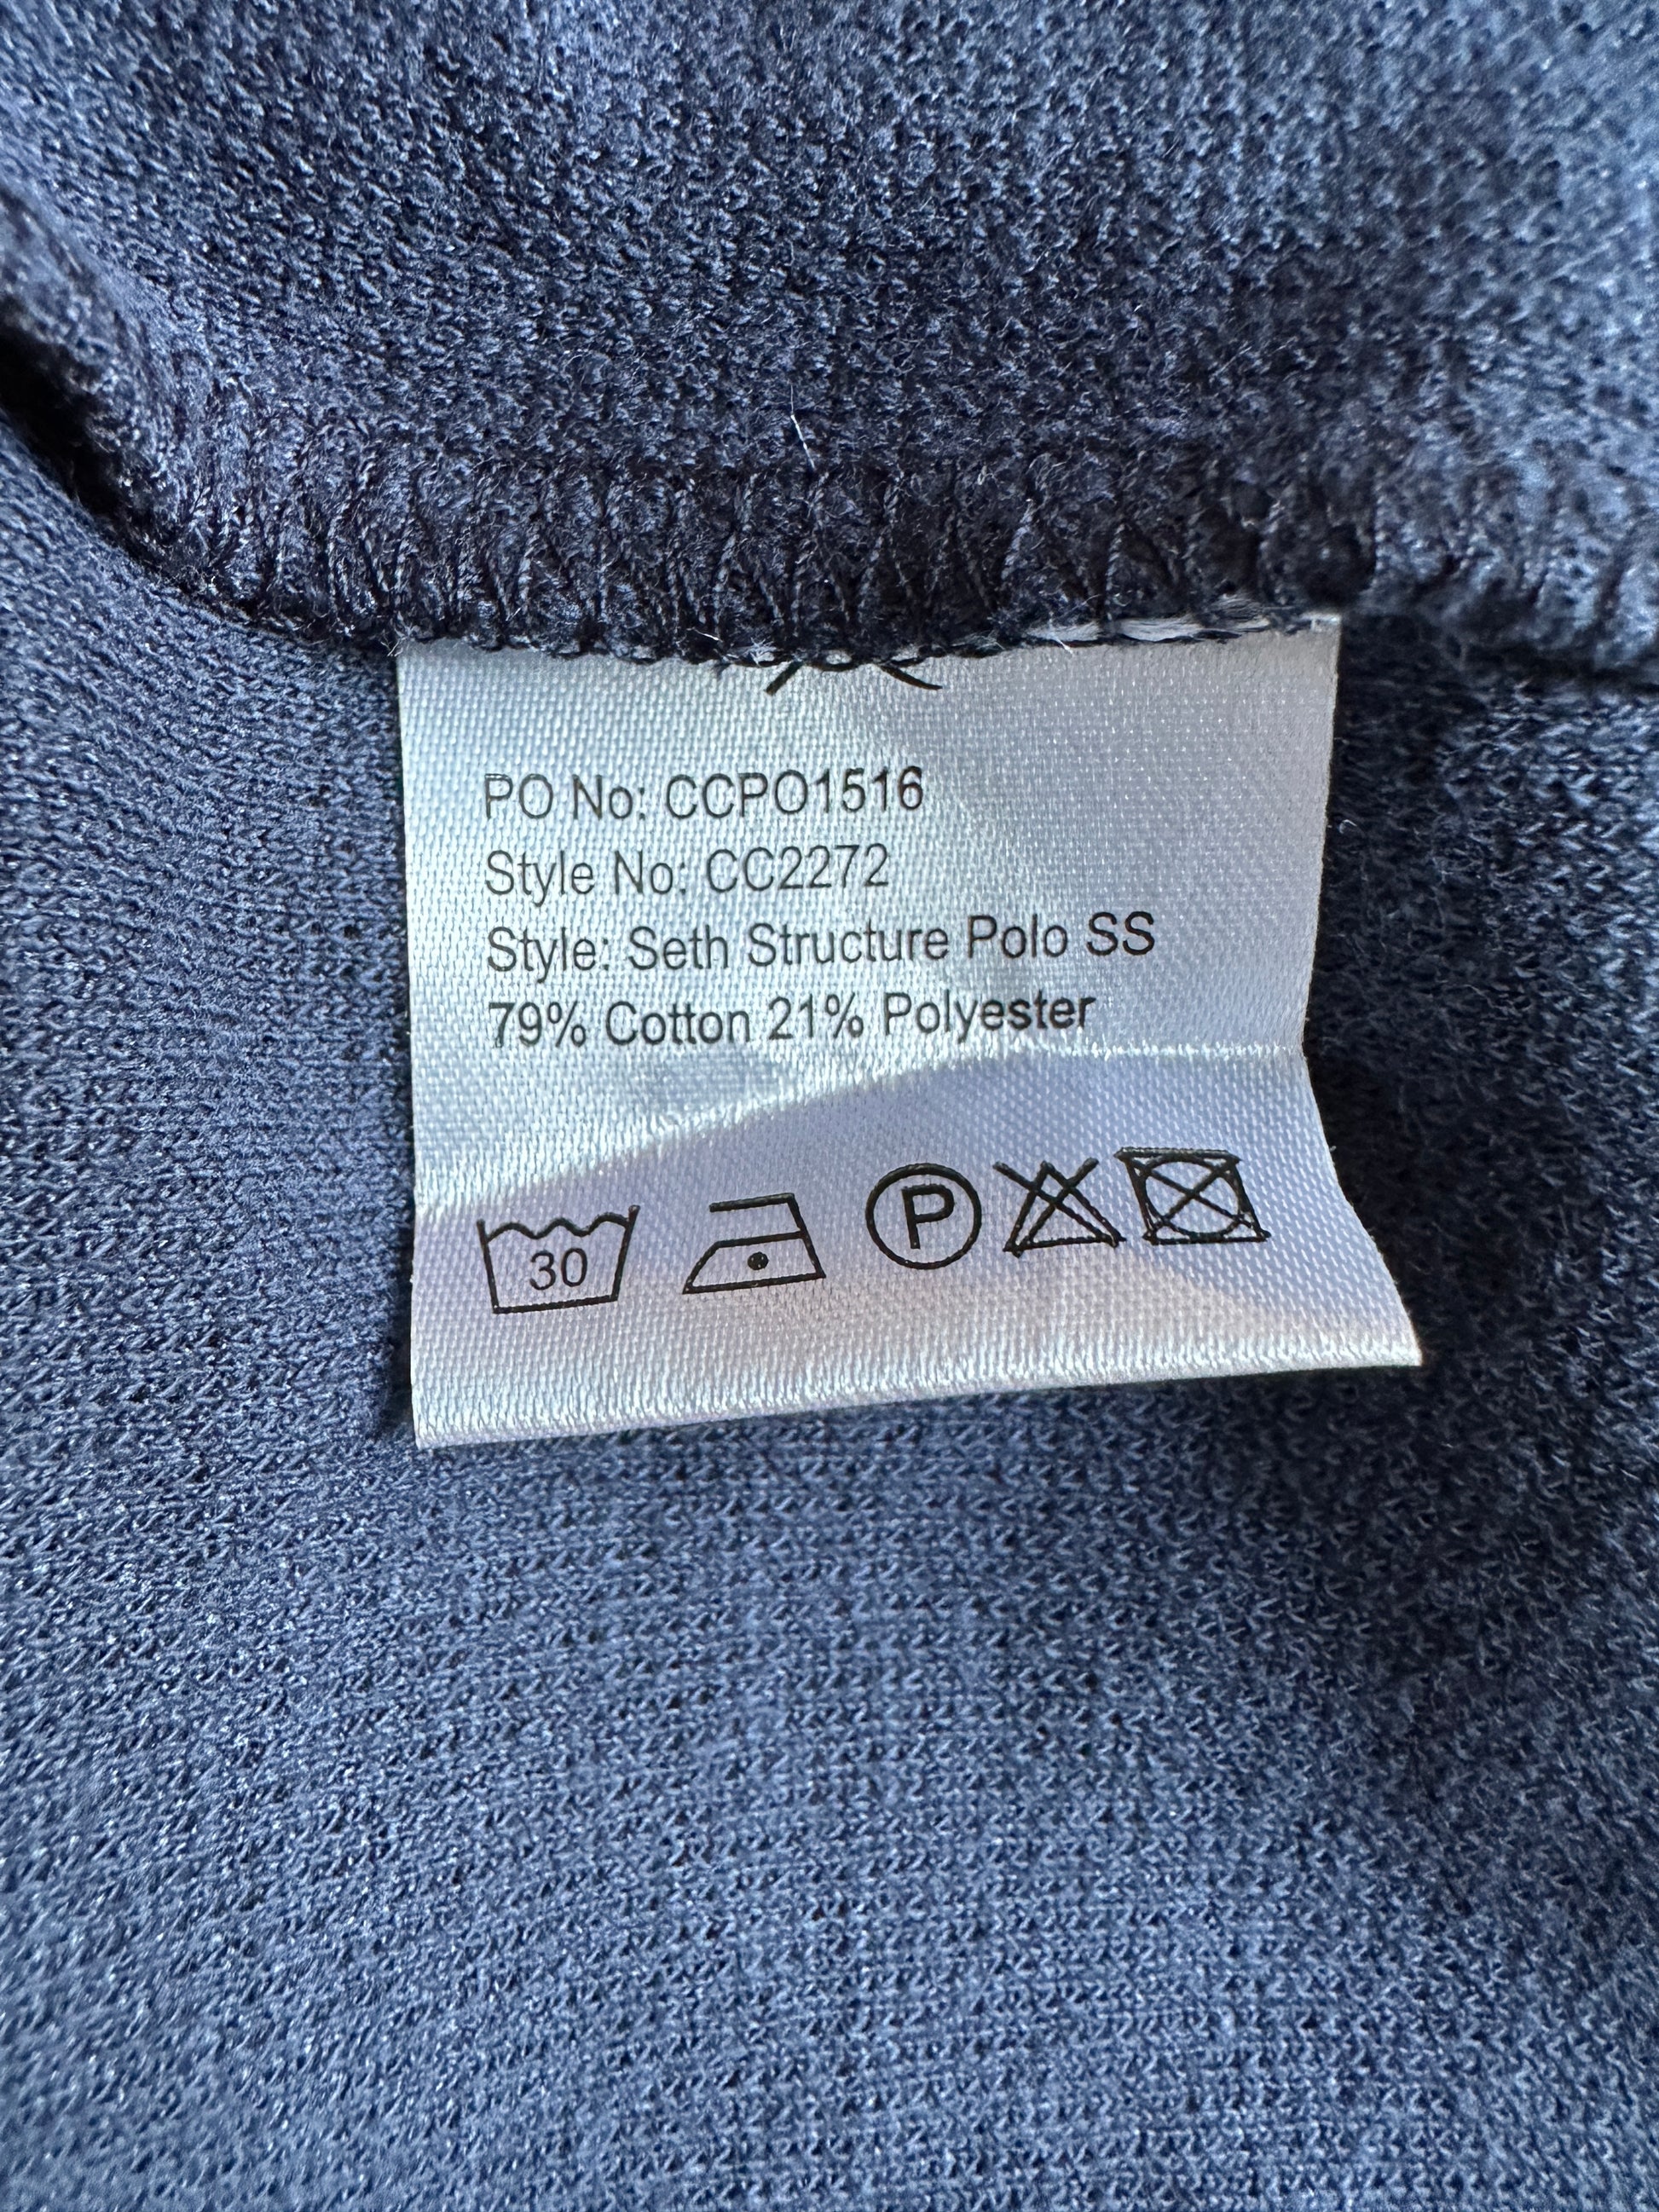 PO No: CCPO1516
Style No: CC2272
Style: Seth Structure Polo SS
79% Cotton 21% Polyester
30 P